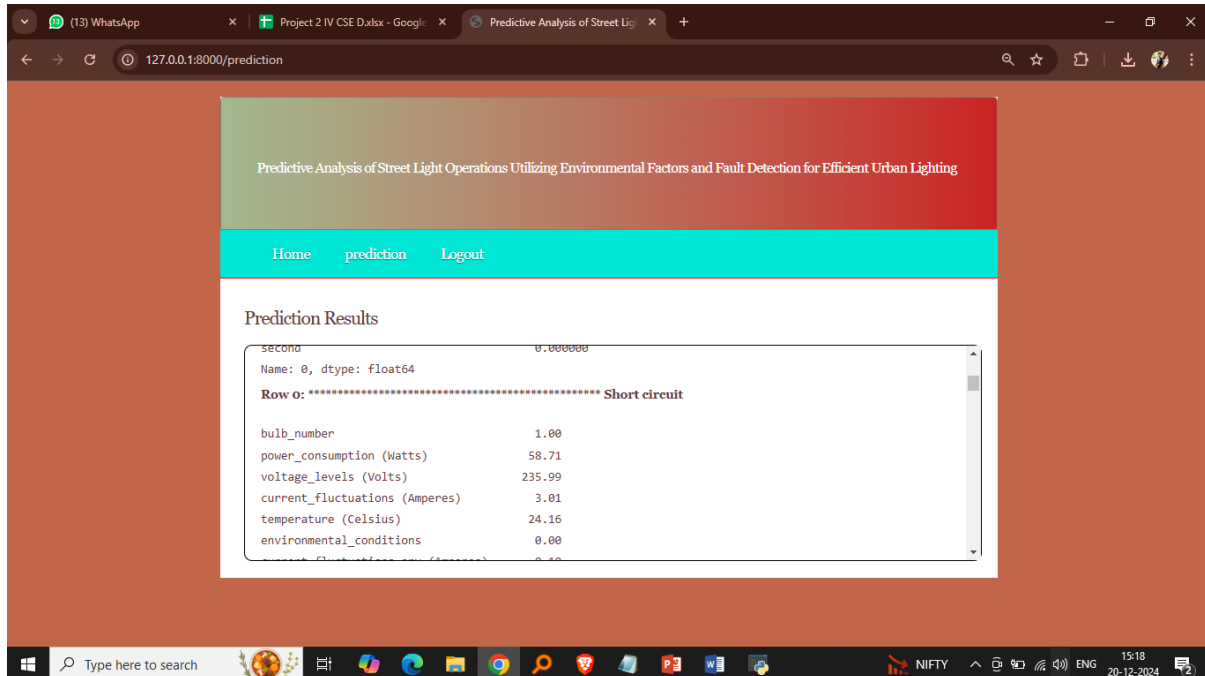 (13) WhatsApp
Project 2 IV CSE D.xlsx - Google
Predictive Analysis of Street Lig
127.0.0.1:8000/prediction
Predictive Analysis of Street Light Operations Utilizing Environmental Factors and Fault Detection for Efficient Urban Lighting
Home prediction Logout
Prediction Results
second 0.000000
Name: 0, dtype: float64
Row 0: ************************************************** Short circuit
bulb_number 1.00
power_consumption (Watts) 58.71
voltage_levels (Volts) 235.99
current_fluctuations (Amperes) 3.01
temperature (Celsius) 24.16
environmental_conditions 0.00
Type here to search
NIFTY
ENG
15:18
20-12-2024
2